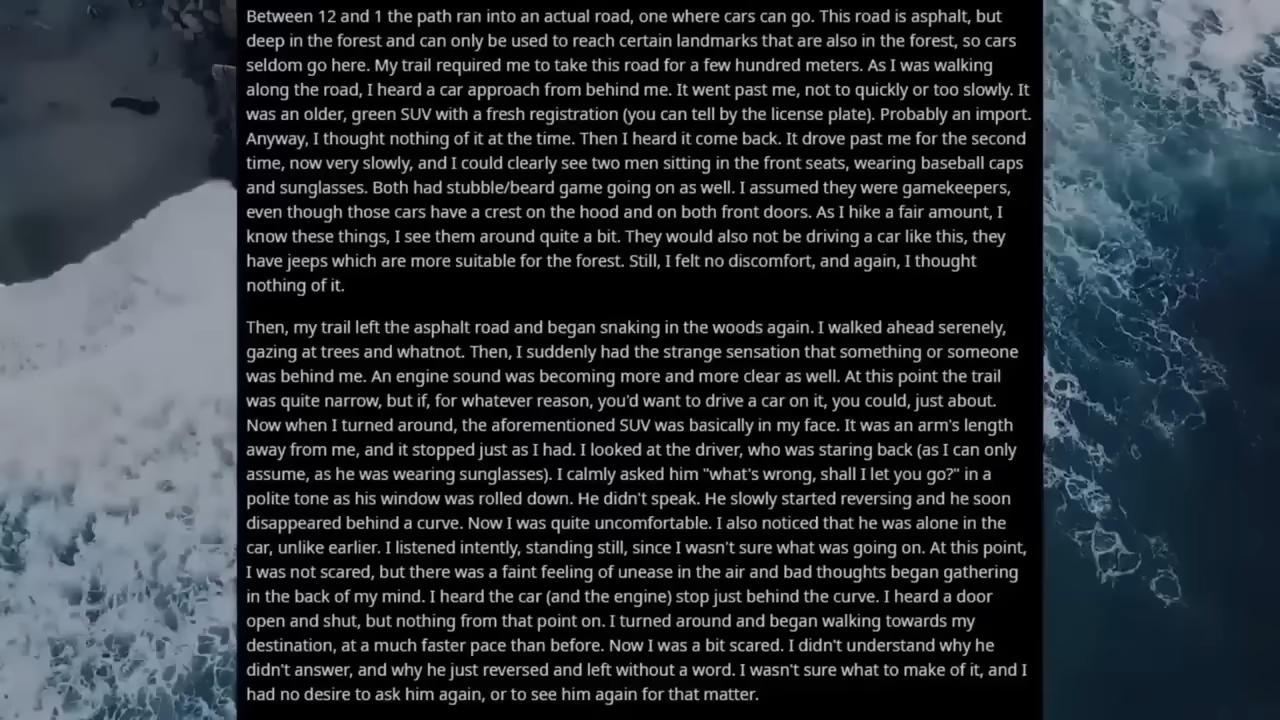 Between 12 and 1 the path ran into an actual road, one where cars can go. This road is asphalt, but
deep in the forest and can only be used to reach certain landmarks that are also in the forest, so cars
seldom go here. My trail required me to take this road for a few hundred meters. As I was walking
along the road, I heard a car approach from behind me. It went past me, not to quickly or too slowly. It
was an older, green SUV with a fresh registration (you can tell by the license plate). Probably an import.
Anyway, I thought nothing of it at the time. Then I heard it come back. It drove past me for the second
time, now very slowly, and I could clearly see two men sitting in the front seats, wearing baseball caps
and sunglasses. Both had stubble/beard game going on as well. I assumed they were gamekeepers,
even though those cars have a crest on the hood and on both front doors. As I hike a fair amount, I
know these things, I see them around quite a bit. They would also not be driving a car like this, they
have jeeps which are more suitable for the forest. Still, I felt no discomfort, and again, I thought
nothing of it.
Then, my trail left the asphalt road and began snaking in the woods again. I walked ahead serenely,
gazing at trees and whatnot. Then, I suddenly had the strange sensation that something or someone
was behind me. An engine sound was becoming more and more clear as well. At this point the trail
was quite narrow, but if, for whatever reason, you'd want to drive a car on it, you could, just about.
Now when I turned around, the aforementioned SUV was basically in my face. It was an arm's length
away from me, and it stopped just as I had. I looked at the driver, who was staring back (as I can only
assume, as he was wearing sunglasses). I calmly asked him "what's wrong, shall I let you go?" in a
polite tone as his window was rolled down. He didn't speak. He slowly started reversing and he soon
disappeared behind a curve. Now I was quite uncomfortable. I also noticed that he was alone in the
car, unlike earlier. I listened intently, standing still, since I wasn't sure what was going on. At this point,
I was not scared, but there was a faint feeling of unease in the air and bad thoughts began gathering
in the back of my mind. I heard the car (and the engine) stop just behind the curve. I heard a door
open and shut, but nothing from that point on. I turned around and began walking towards my
destination, at a much faster pace than before. Now I was a bit scared. I didn't understand why he
didn't answer, and why he just reversed and left without a word. I wasn't sure what to make of it, and I
had no desire to ask him again, or to see him again for that matter.